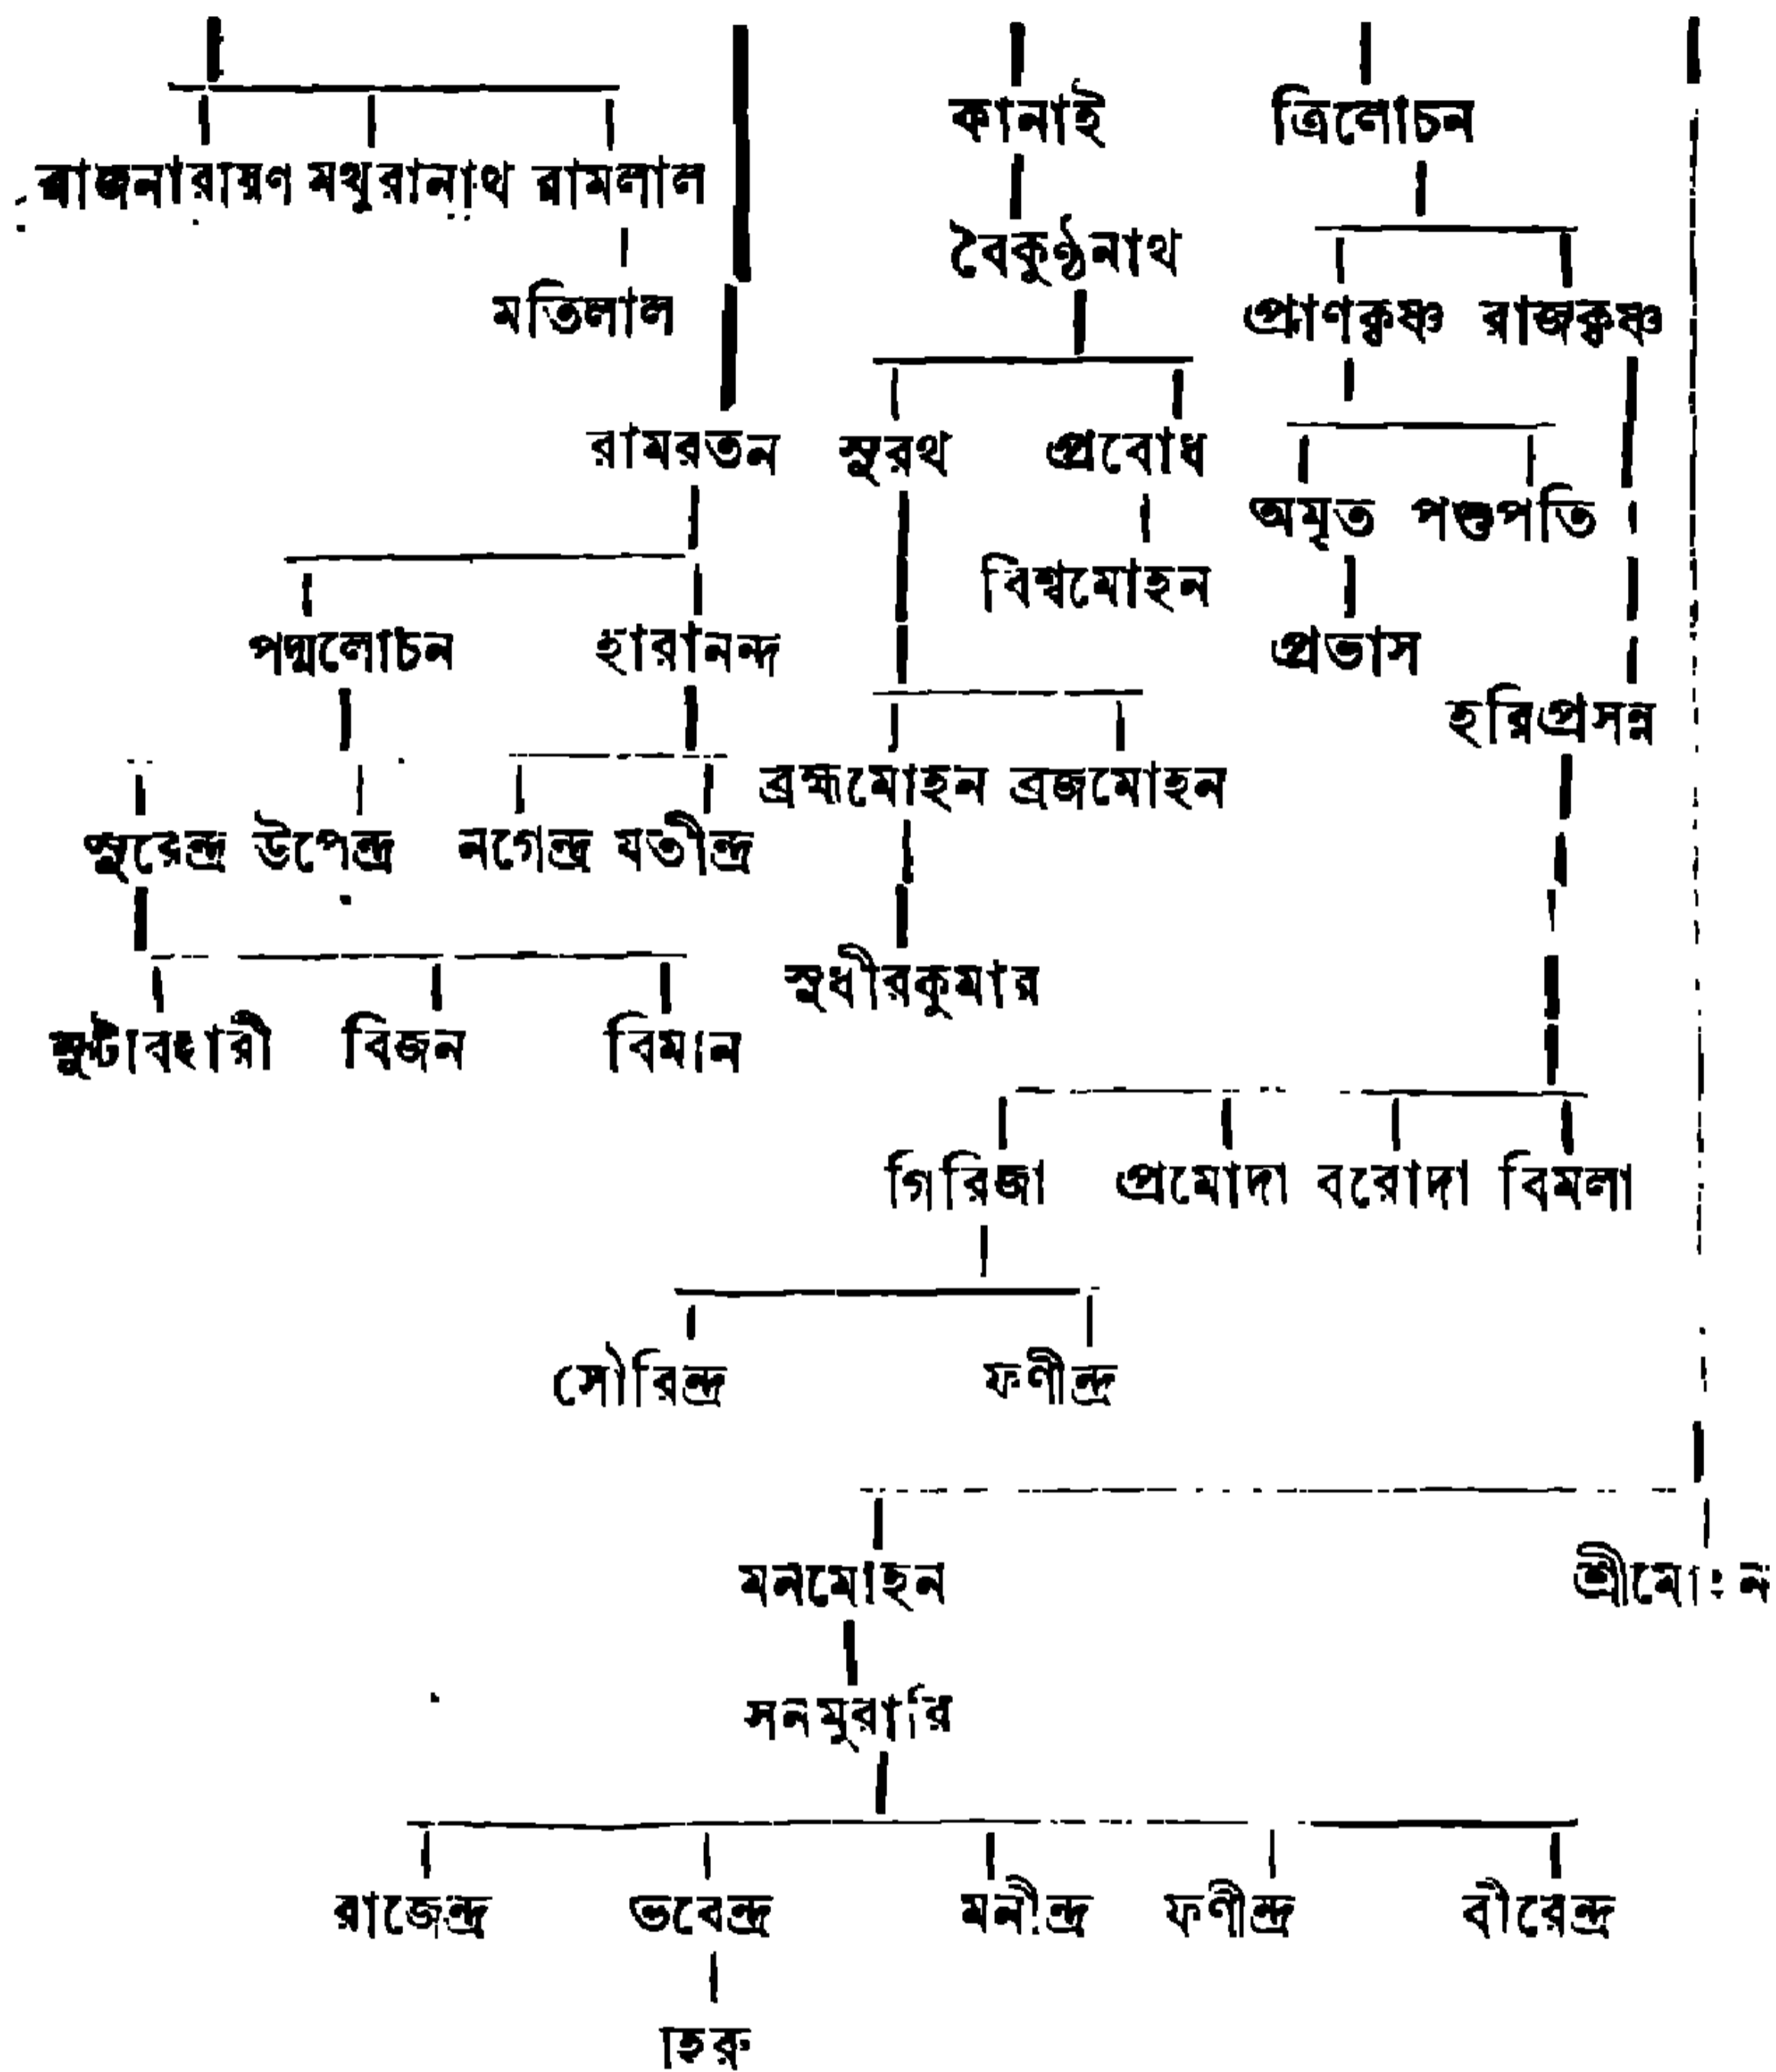 কানাই ত্রিলোচন
রাজনারায়ণ মথুরানাথ রামলাল
বৈকুণ্ঠনাথ
মতিলাল প্রাণকৃষ্ণ রাজকৃষ্ণ
রামরতন সুরথ প্রবোধ
অমৃত পশুপতি
বিশ্বমোহন
পদ্মলোচন হারানন্দ প্রভাস
হরিপ্রসন্ন
ব্রহ্মমোহন ব্রজমোহন
সুরেন্দ্র উপেন্দ্র নগেন্দ্র যতীন্দ্র
সুধীরকুমার
বিজন বিমান
গিরিজা প্রমোদা বরোদা বিমলা
সৌরিন্দ্র ফণীন্দ্র
মনমোহন শ্রীমোহন
সনমুরারি
রাজেন্দ্র ভবেন্দ্র মনীন্দ্র ফণীন্দ্র বীরেন্দ্র
হিরু